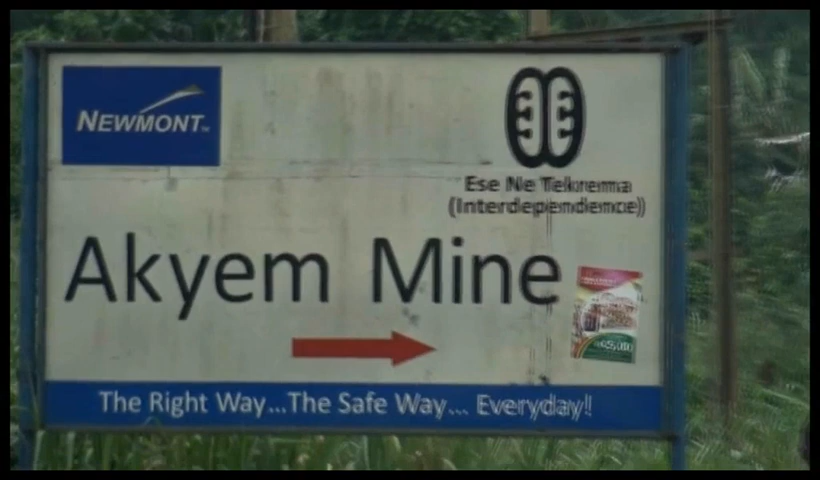 NEWMONT
Ese Ne Tekrema
(Interdependence)
Akyem Mine
The Right Way...The Safe Way... Everyday!